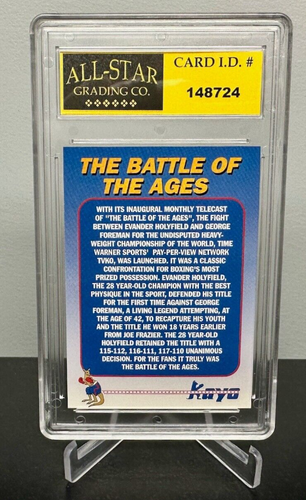 ALL-STAR
GRADING CO.
CARD I.D. #
148724
THE BATTLE OF
THE AGES
WITH ITS INAUGURAL MONTHLY TELECAST
OF "THE BATTLE OF THE AGES", THE FIGHT
BETWEEN EVANDER HOLYFIELD AND GEORGE
FOREMAN FOR THE UNDISPUTED HEAVY-
WEIGHT CHAMPIONSHIP OF THE WORLD, TIME
WARNER SPORTS' PAY-PER-VIEW NETWORK
TVKO, WAS LAUNCHED. IT WAS A CLASSIC
CONFRONTATION FOR BOXING'S MOST
PRIZED POSSESSION. EVANDER HOLYFIELD,
THE 28 YEAR-OLD CHAMPION WITH THE BEST
PHYSIQUE IN THE SPORT, DEFENDED HIS TITLE
FOR THE FIRST TIME AGAINST GEORGE
FOREMAN, A LIVING LEGEND ATTEMPTING, AT
THE AGE OF 42, TO RECAPTURE HIS YOUTH
AND THE TITLE HE WON 18 YEARS EARLIER
FROM JOE FRAZIER. THE 28 YEAR-OLD
HOLYFIELD RETAINED THE TITLE WITH A
115-112, 116-111, 117-110 UNANIMOUS
DECISION. FOR THE FANS IT TRULY WAS
THE BATTLE OF THE AGES.
Kayo